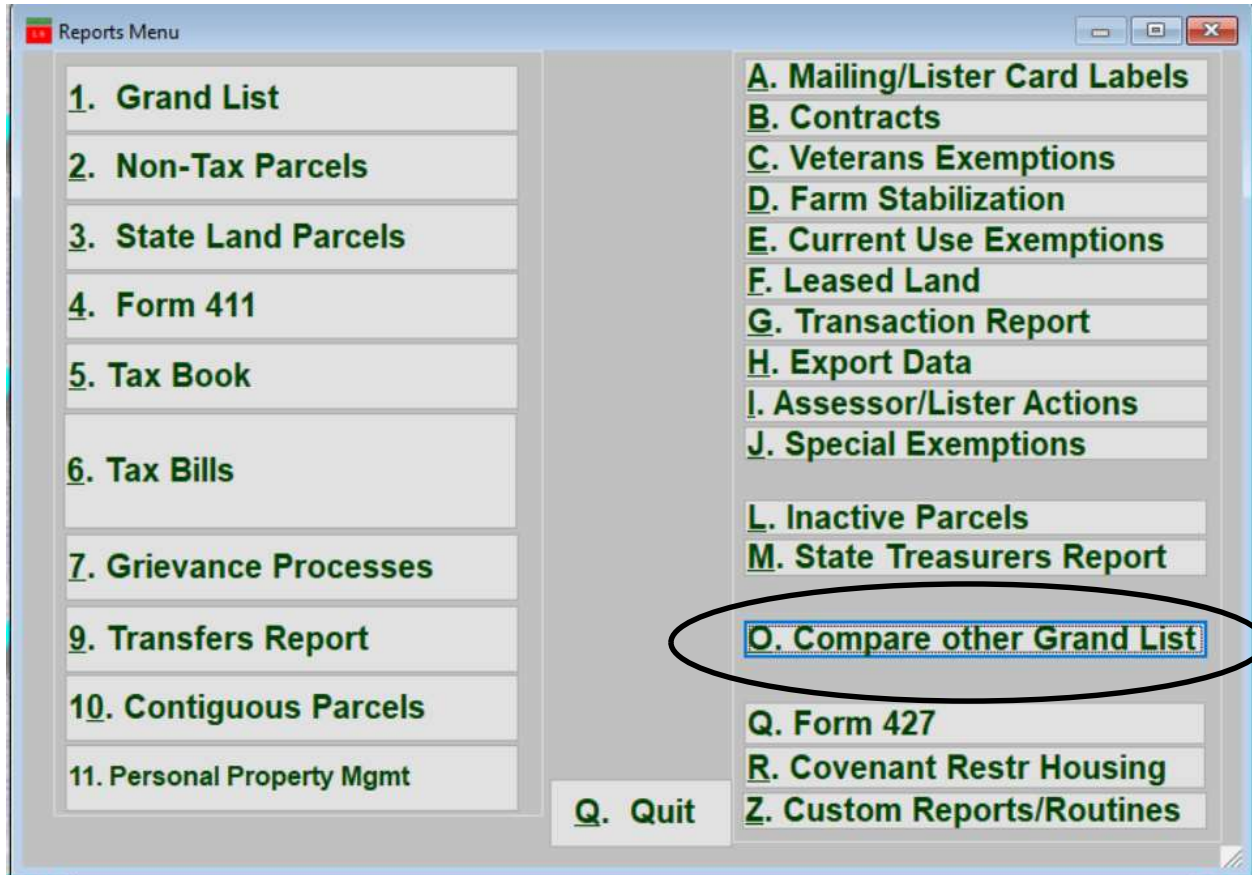 Reports Menu
1. Grand List
2. Non-Tax Parcels
3. State Land Parcels
4. Form 411
5. Tax Book
6. Tax Bills
7. Grievance Processes
9. Transfers Report
10. Contiguous Parcels
11. Personal Property Mgmt
Q. Quit
A. Mailing/Lister Card Labels
B. Contracts
C. Veterans Exemptions
D. Farm Stabilization
E. Current Use Exemptions
F. Leased Land
G. Transaction Report
H. Export Data
I. Assessor/Lister Actions
J. Special Exemptions
L. Inactive Parcels
M. State Treasurers Report
O. Compare other Grand List
Q. Form 427
R. Covenant Restr Housing
Z. Custom Reports/Routines